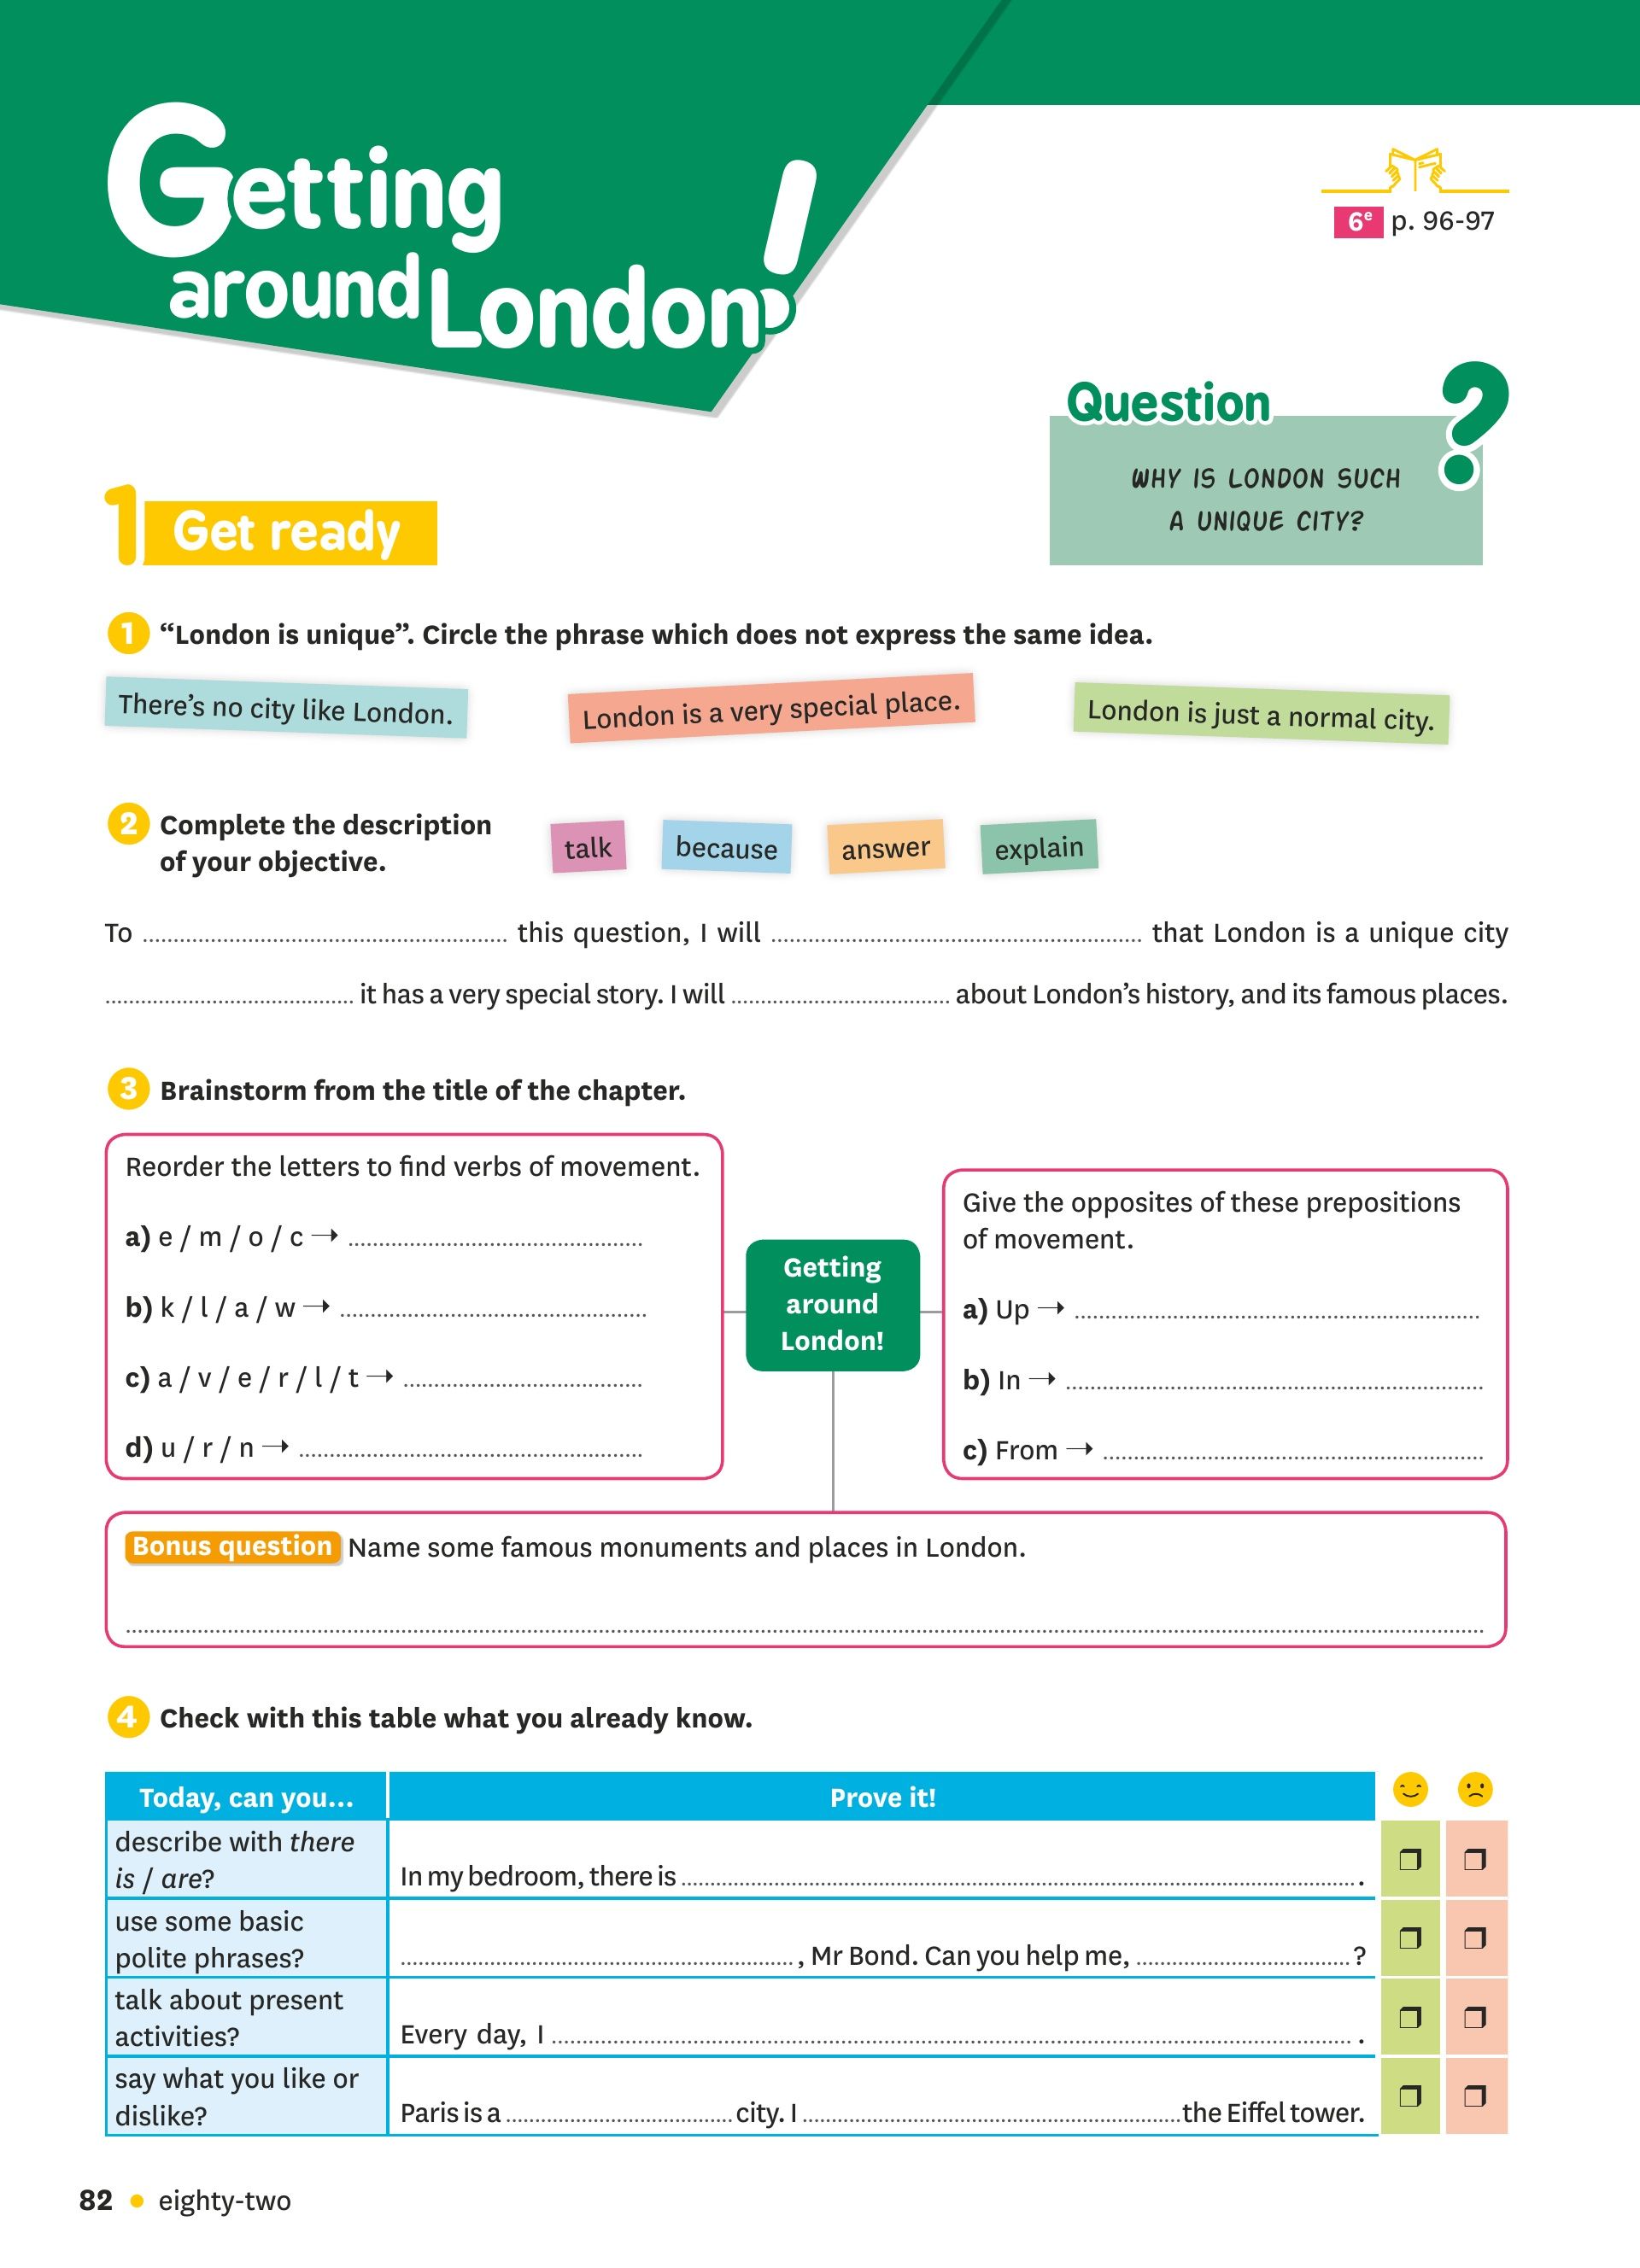 Getting
around London!
6e p. 96-97
Question ?
WHY IS LONDON SUCH
A UNIQUE CITY?
1 Get ready
1 “London is unique”. Circle the phrase which does not express the same idea.
There’s no city like London. London is a very special place. London is just a normal city.
2 Complete the description
of your objective.
talk because answer explain
To .......... this question, I will .......... that London is a unique city
.......... it has a very special story. I will .......... about London’s history, and its famous places.
3 Brainstorm from the title of the chapter.
Reorder the letters to find verbs of movement.
a) e / m / o / c → ..........
b) k / l / a / w → ..........
c) a / v / e / r / l / t → ..........
d) u / r / n → ..........
Getting
around
London!
Give the opposites of these prepositions
of movement.
a) Up → ..........
b) In → ..........
c) From → ..........
Bonus question Name some famous monuments and places in London.
..........
4 Check with this table what you already know.
Today, can you... Prove it!
describe with there
is / are?
In my bedroom, there is .......... .
use some basic
polite phrases?
.......... , Mr Bond. Can you help me, .......... ?
talk about present
activities?
Every day, I .......... .
say what you like or
dislike?
Paris is a .......... city. I .......... the Eiffel tower.
82 • eighty-two